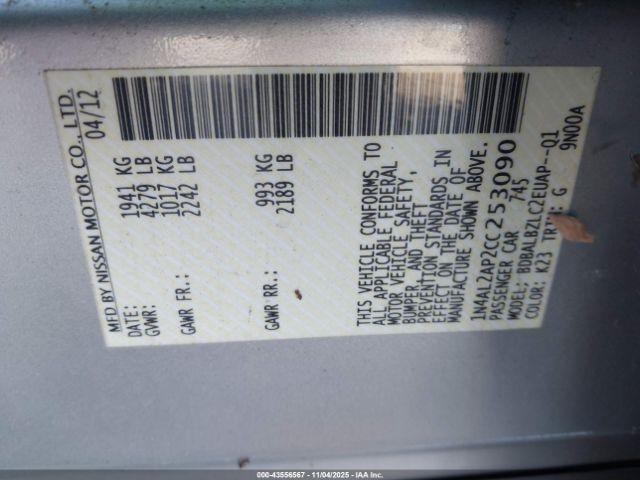 MFD BY NISSAN MOTOR CO., LTD.
DATE: 04/12
GVWR: 1941 KG
4279 LB
GAWR FR.: 1017 KG
2242 LB
GAWR RR.: 993 KG
2189 LB
THIS VEHICLE CONFORMS TO
ALL APPLICABLE FEDERAL
MOTOR VEHICLE SAFETY,
BUMPER, AND THEFT
PREVENTION STANDARDS IN
EFFECT ON THE DATE OF
MANUFACTURE SHOWN ABOVE.
1N4AL2AP2CC253090
PASSENGER CAR 745
MODEL: BDBALBZLC2EUAP--Q1
COLOR: K23 TRIM: G 9N00A
000-43556567 - 11/04/2025 - IAA Inc.